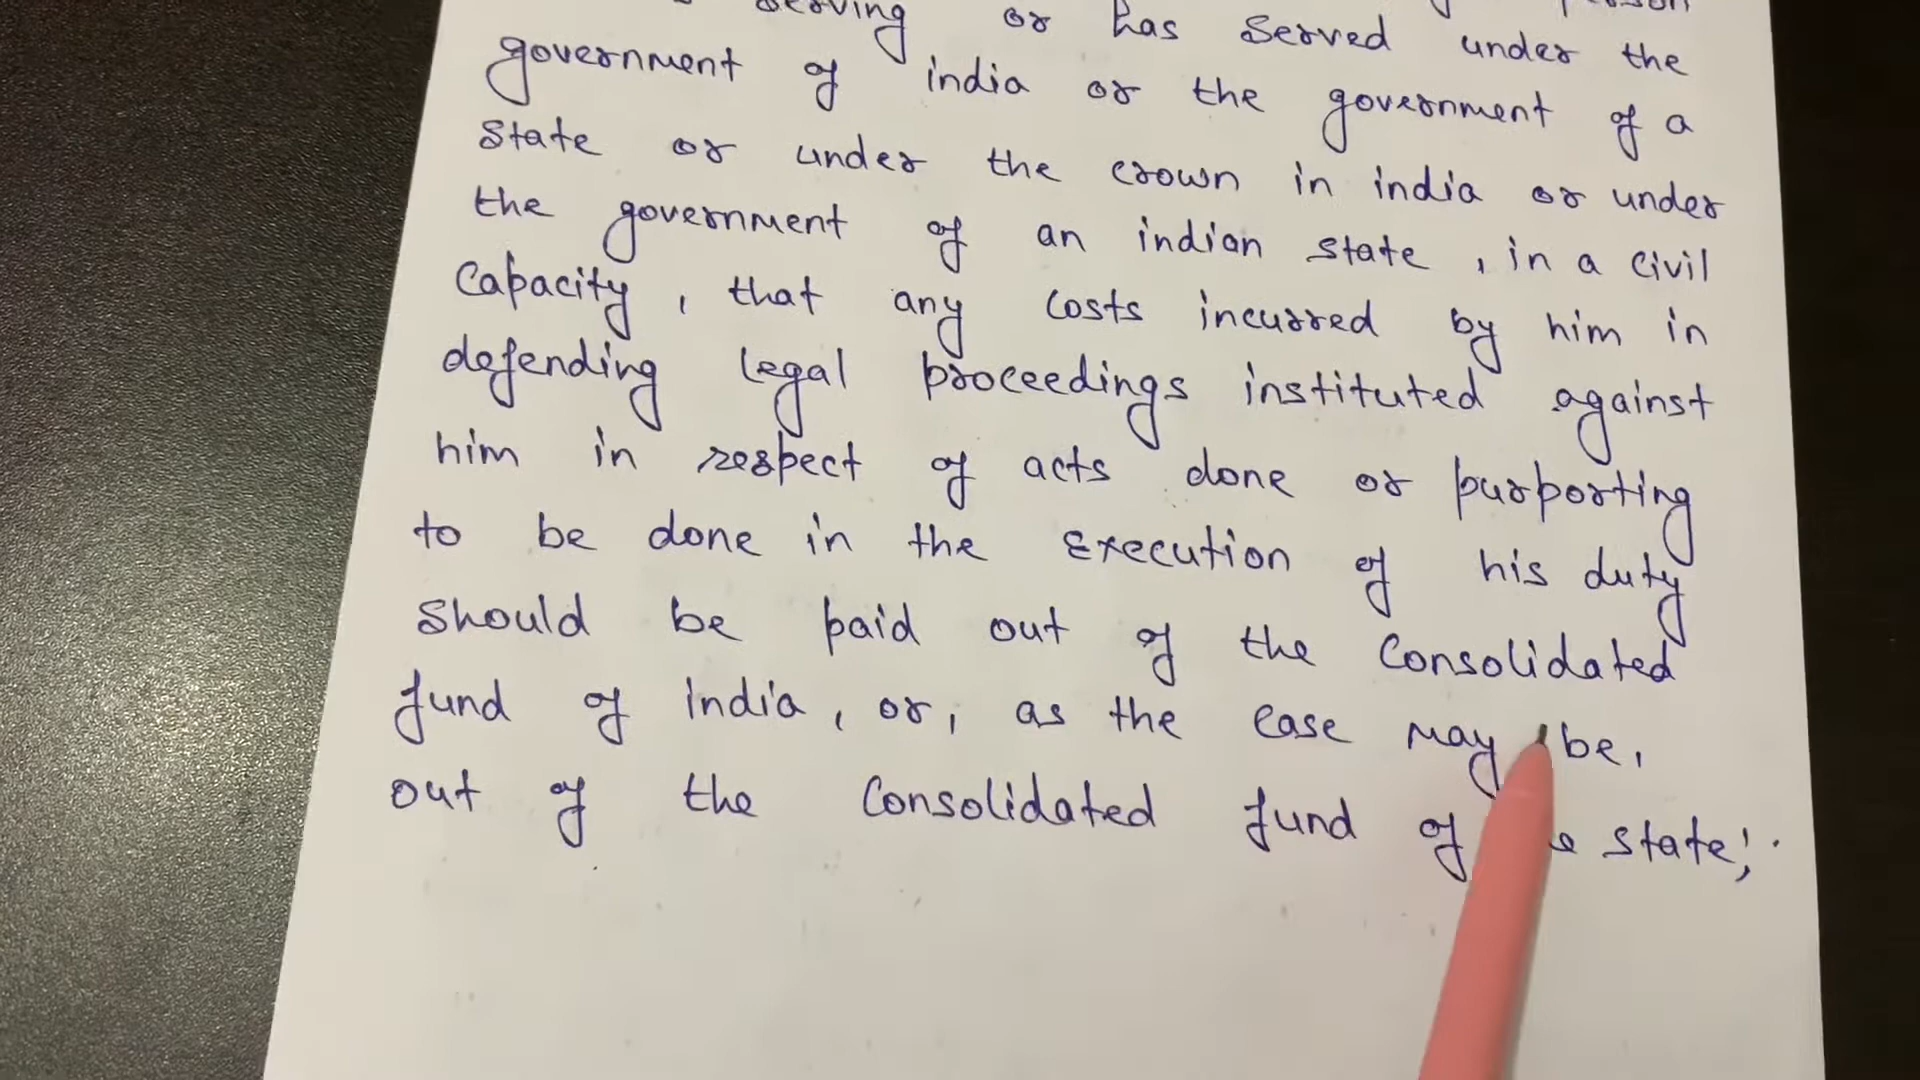 serving or has served under the
government of india or the government of a
state or under the crown in india or under
the government of an indian state, in a civil
capacity, that any costs incurred by him in
defending legal proceedings instituted against
him in respect of acts done or purporting
to be done in the execution of his duty
should be paid out of the consolidated
fund of india, or, as the case may be,
out of the consolidated fund of state;